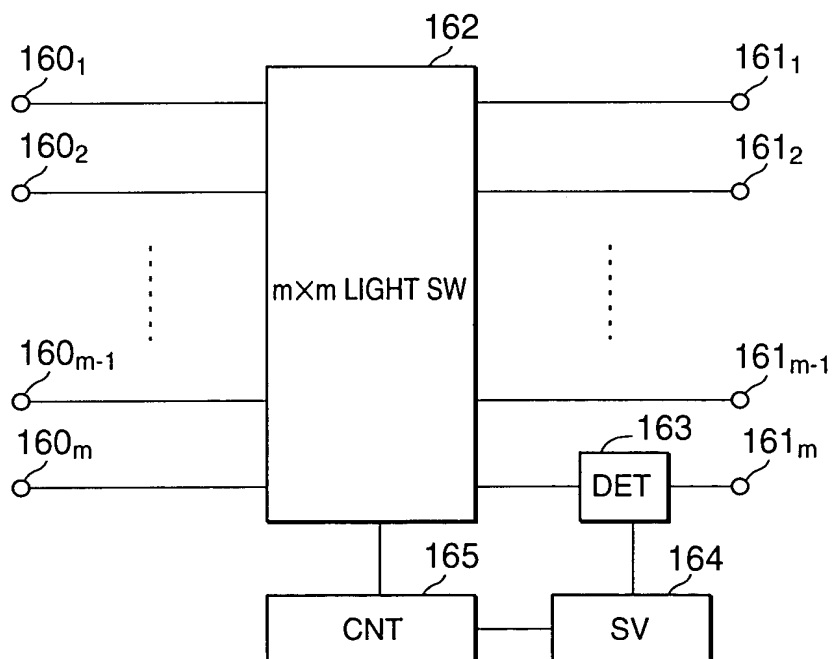 162
160₁
161₁
160₂
161₂
m×m LIGHT SW
160ₘ₋₁
161ₘ₋₁
160ₘ
163
161ₘ
DET
165
164
CNT
SV